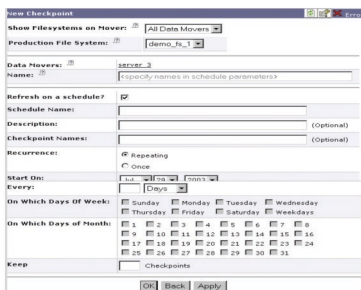 New Checkpoint Erro
Show Filesystems on Mover: All Data Movers
Production File System: demo_fs_1
Data Movers: server_3
Name: <specify names in schedule parameters>
Refresh on a schedule?
Schedule Name:
Description: (Optional)
Checkpoint Names: (Optional)
Recurrence: Repeating
Once
Start On: Jul 29 2003
Every: Days
On Which Days Of Week: Sunday Monday Tuesday Wednesday
Thursday Friday Saturday Weekdays
On Which Days of Month: 1 2 3 4 5 6 7 8
9 10 11 12 13 14 15 16
17 18 19 20 21 22 23 24
25 26 27 28 29 30 31
Keep Checkpoints
OK Back Apply